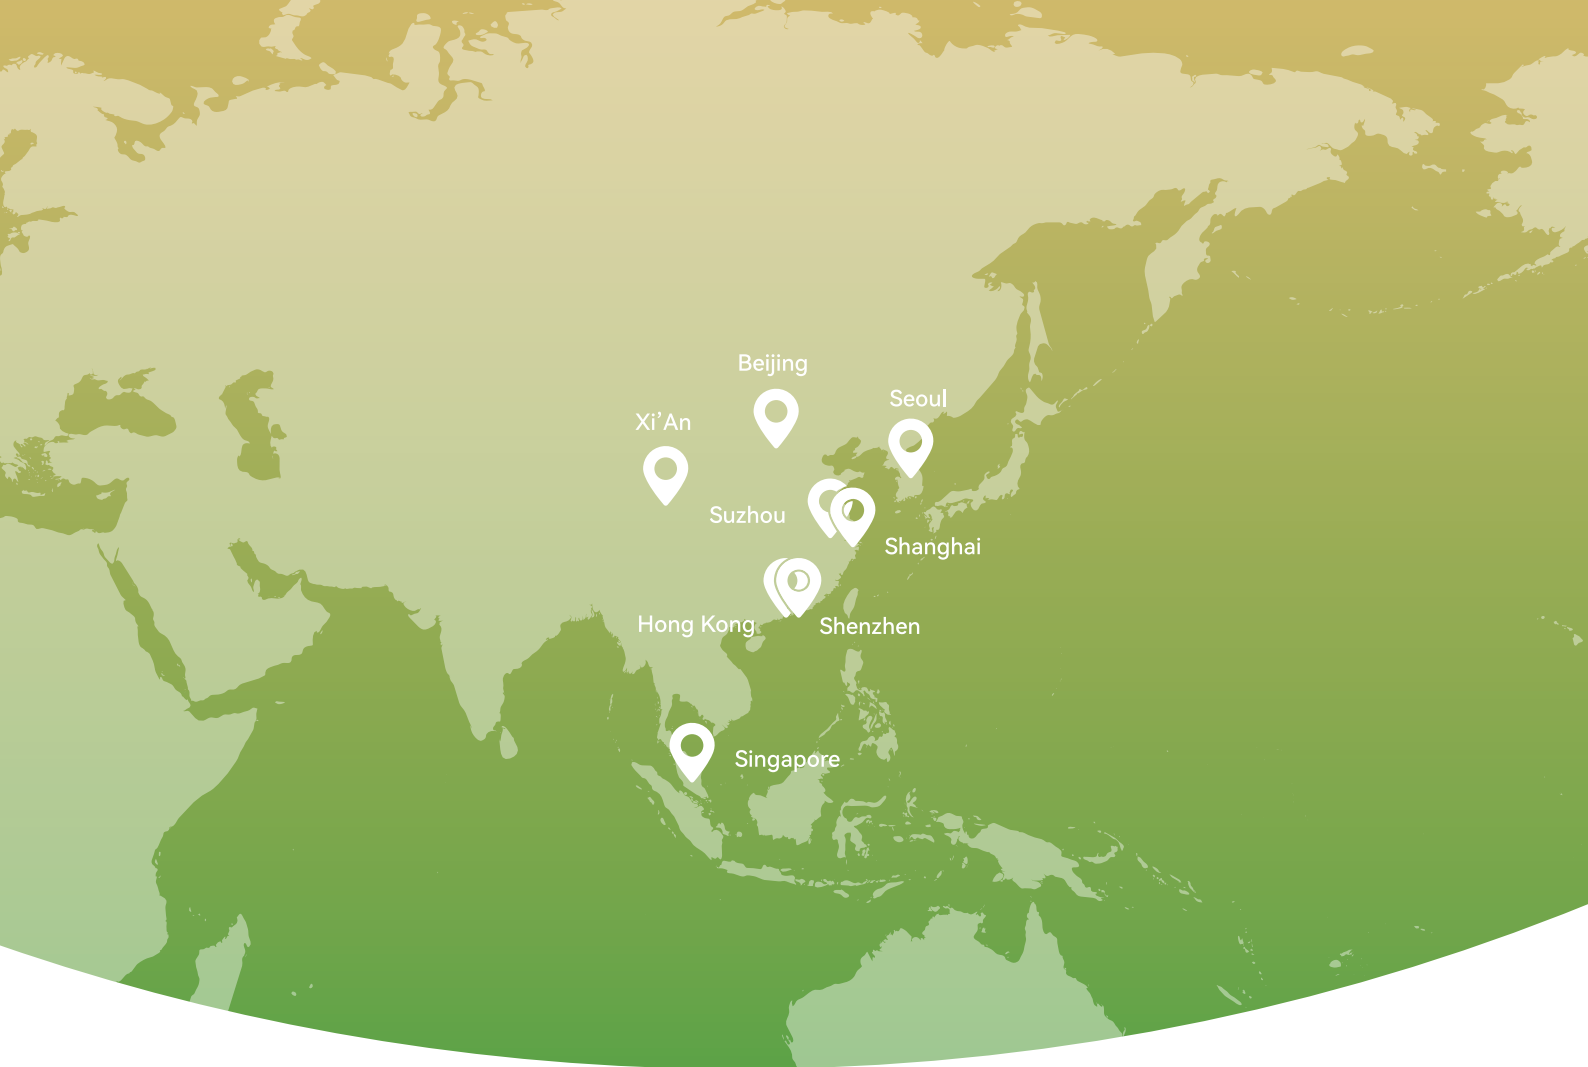 Beijing
Seoul
Xi’An
Suzhou
Shanghai
Hong Kong
Shenzhen
Singapore